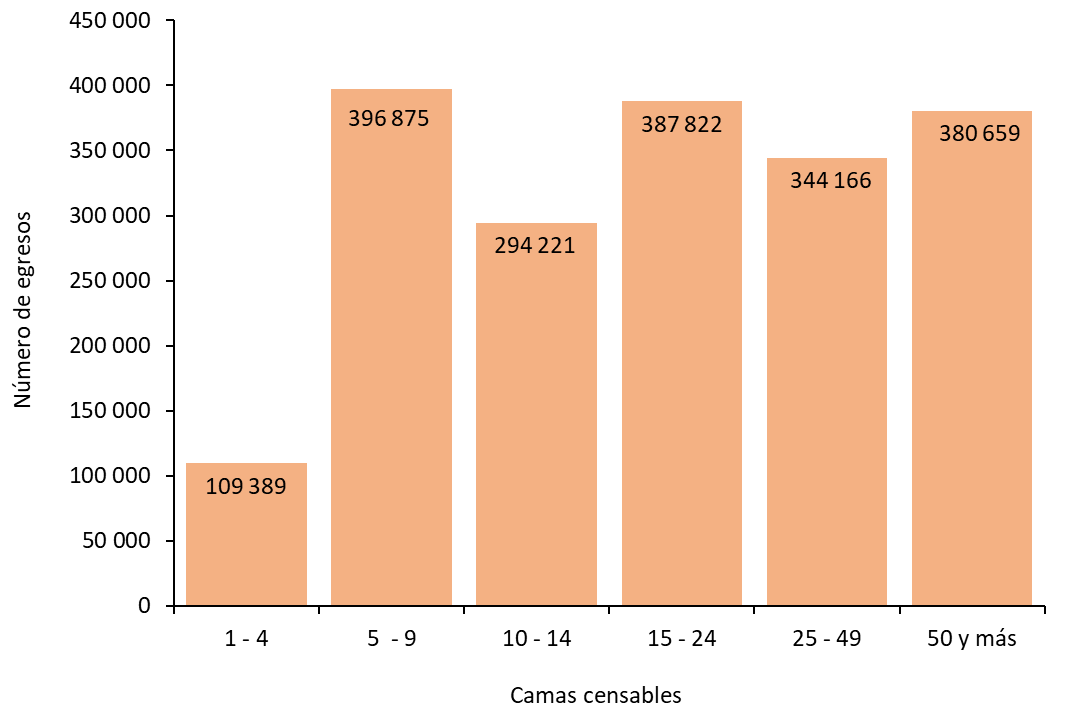 450 000
400 000
350 000
300 000
250 000
200 000
150 000
100 000
50 000
0
Número de egresos
109 389
396 875
294 221
387 822
344 166
380 659
1 - 4
5 - 9
10 - 14
15 - 24
25 - 49
50 y más
Camas censables